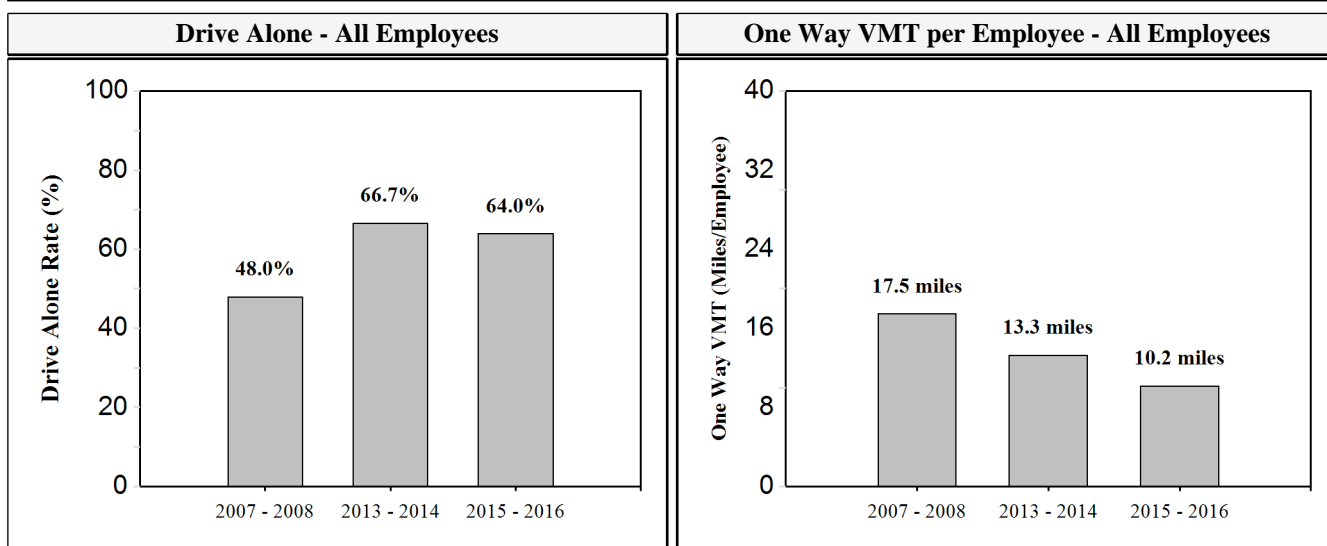 Drive Alone - All Employees
One Way VMT per Employee - All Employees
Drive Alone Rate (%)
100
80
60
40
20
0
48.0%
66.7%
64.0%
2007 - 2008
2013 - 2014
2015 - 2016
One Way VMT (Miles/Employee)
40
32
24
16
8
0
17.5 miles
13.3 miles
10.2 miles
2007 - 2008
2013 - 2014
2015 - 2016